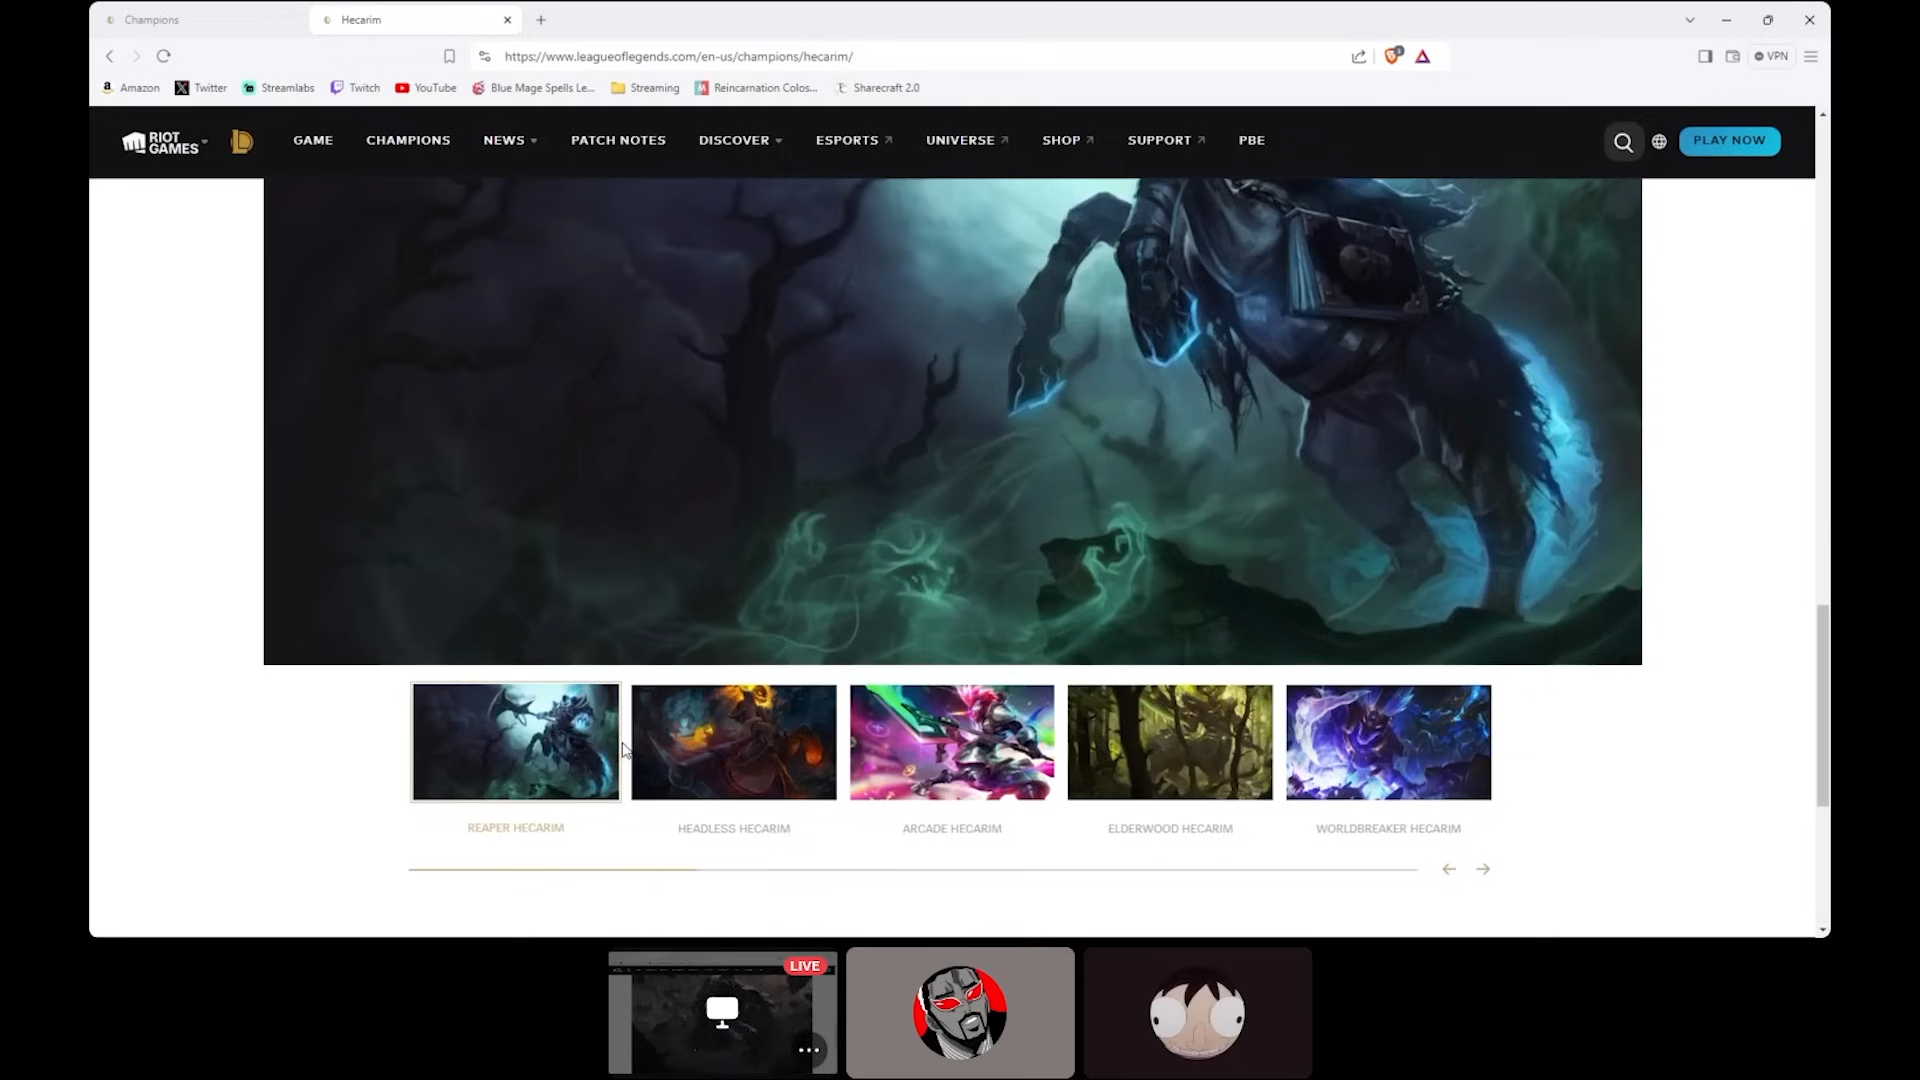 Champions
Hecarim
https://www.leagueoflegends.com/en-us/champions/hecarim/
VPN
Amazon
Twitter
Streamlabs
Twitch
YouTube
Blue Mage Spells Le...
Streaming
Reincarnation Colos...
Sharecraft 2.0
RIOT GAMES
GAME
CHAMPIONS
NEWS
PATCH NOTES
DISCOVER
ESPORTS
UNIVERSE
SHOP
SUPPORT
PBE
PLAY NOW
REAPER HECARIM
HEADLESS HECARIM
ARCADE HECARIM
ELDERWOOD HECARIM
WORLDBREAKER HECARIM
LIVE